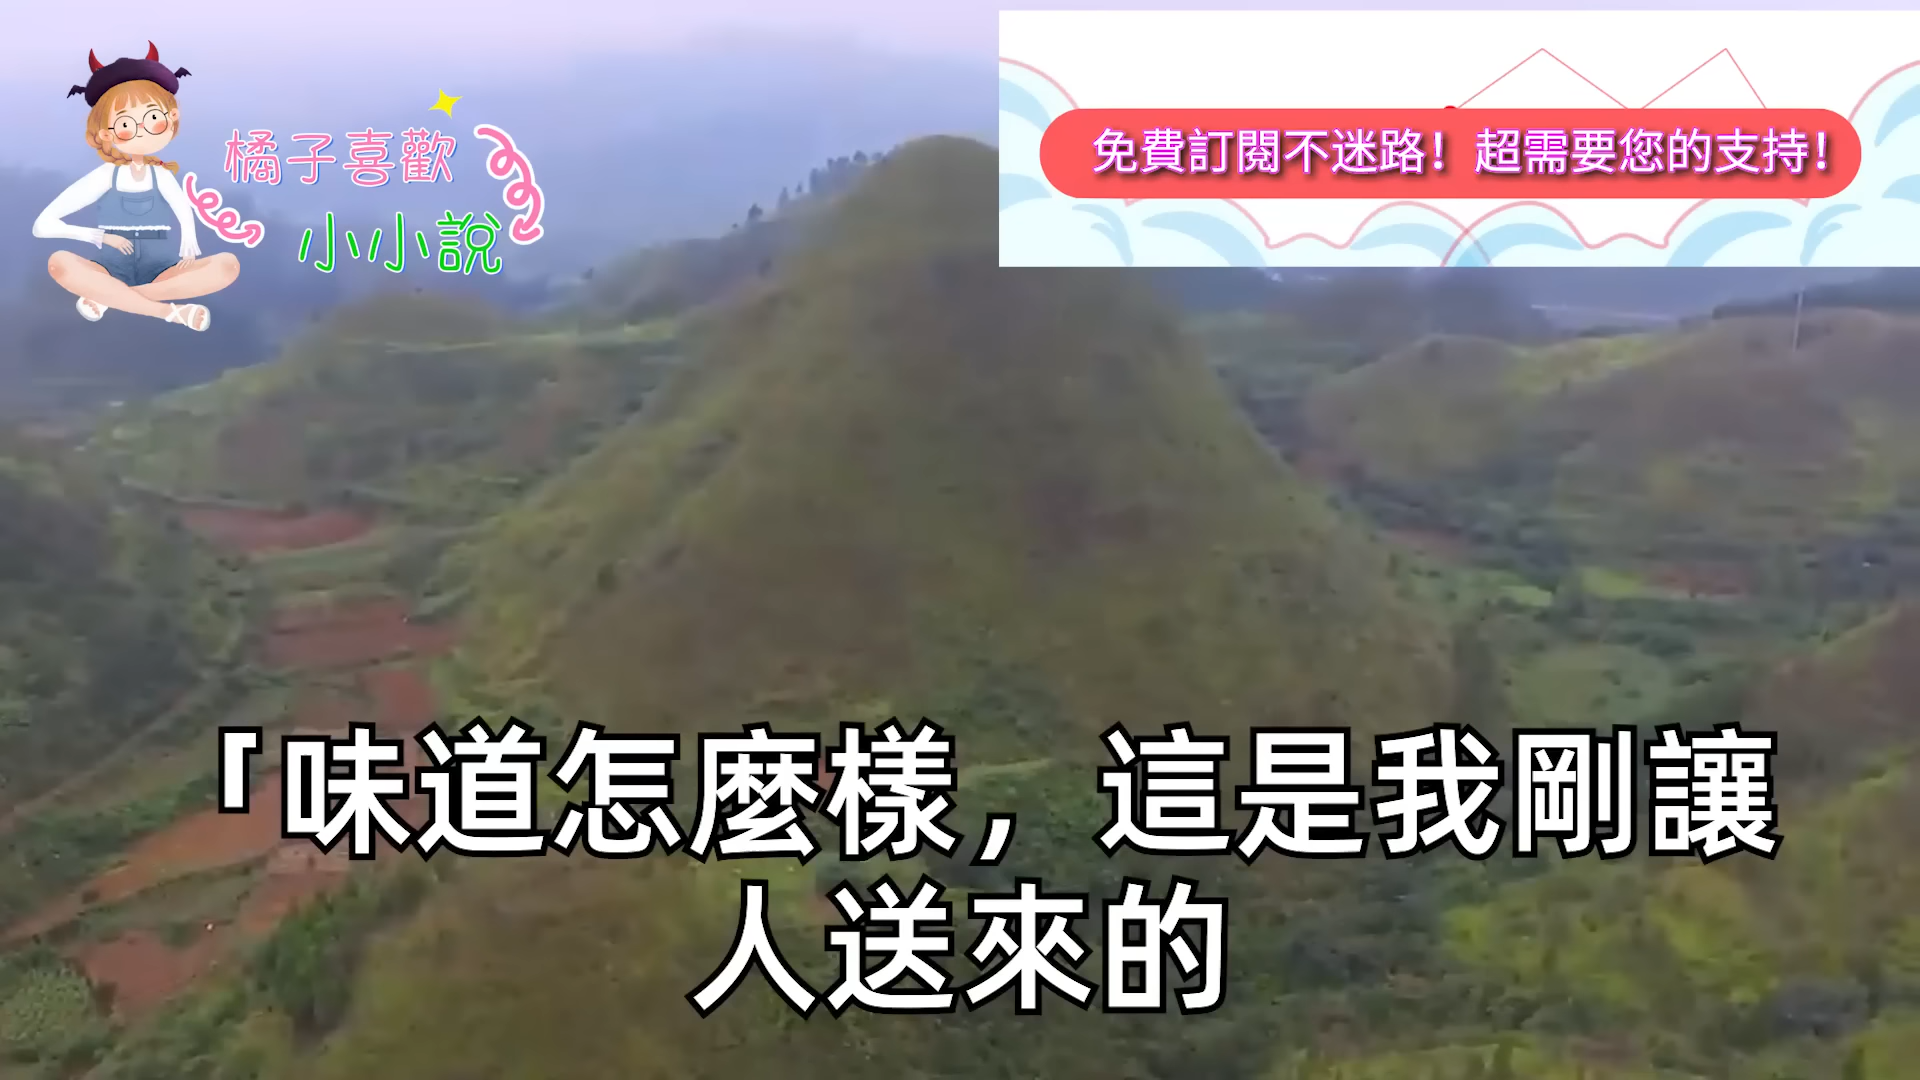 橘子喜歡
小小說
免費訂閱不迷路！超需要您的支持！
「味道怎麼樣，這是我剛讓
人送來的